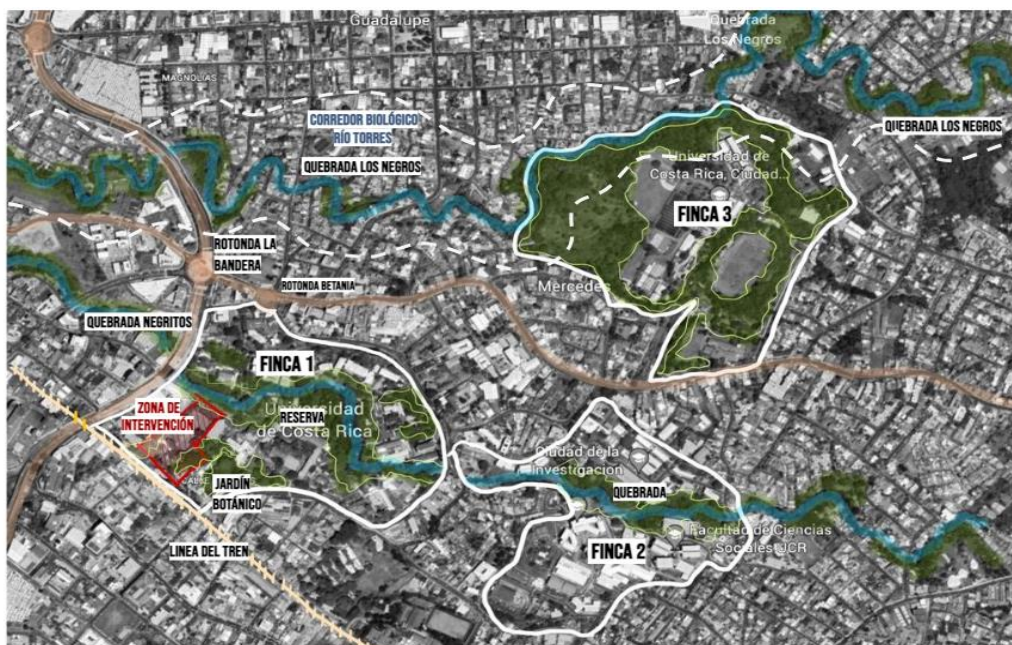 Guadalupe
Quebrada
Los Negros
MAGNOLIAS
CORREDOR BIOLÓGICO
RÍO TORRES
QUEBRADA LOS NEGROS
QUEBRADA LOS NEGROS
Universidad de
Costa Rica, Ciudad...
FINCA 3
ROTONDA LA
BANDERA
ROTONDA BETANIA
Mercedes
QUEBRADA NEGRITOS
FINCA 1
ZONA DE
INTERVENCIÓN
Universidad
de Costa Rica
RESERVA
JARDÍN
BOTÁNICO
Ciudad de la
Investigacion
QUEBRADA
Facultad de Ciencias
Sociales UCR
FINCA 2
LINEA DEL TREN